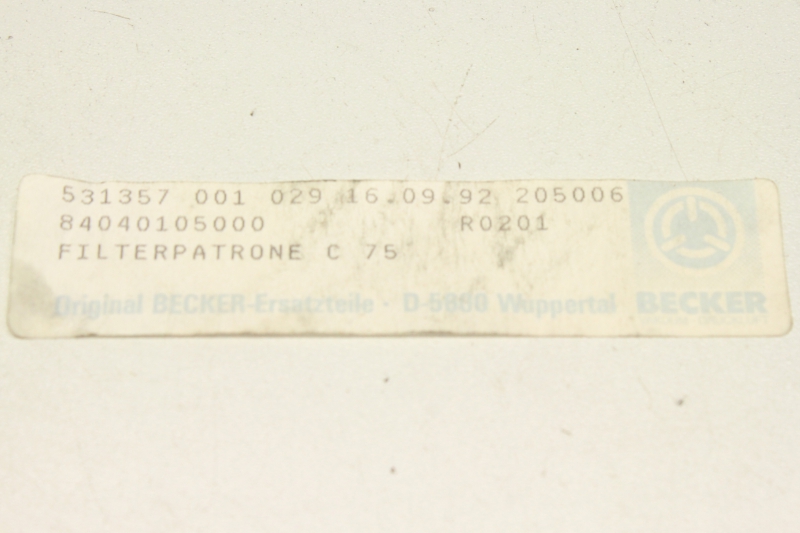 531357 001 029 16.09.92 205006
84040105000 R0201
FILTERPATRONE C 75
Original BECKER-Ersatzteile · D-5600 Wuppertal
BECKER